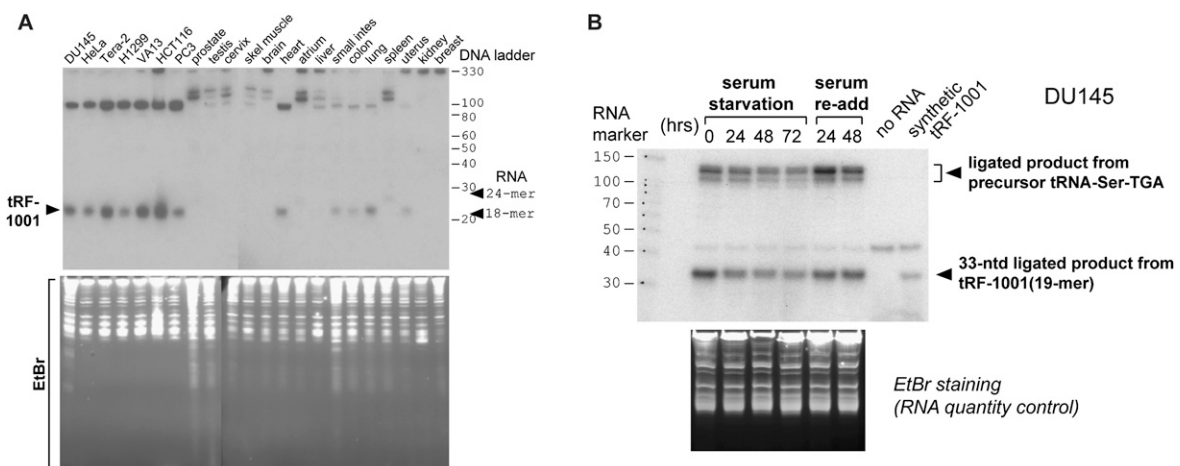 A
DU145
HeLa
Tera-2
H1299
VA13
HCT116
PC3
prostate
testis
cervix
skel muscle
brain
heart
atrium
liver
small intes
colon
lung
spleen
uterus
kidney
breast
DNA ladder
330
100
80
60
50
40
30
20
RNA
24-mer
18-mer
tRF-
1001
EtBr
B
serum
starvation
serum
re-add
no RNA
synthetic
tRF-1001
DU145
RNA
marker
(hrs)
0 24 48 72 24 48
150
100
70
50
40
30
ligated product from
precursor tRNA-Ser-TGA
33-ntd ligated product from
tRF-1001(19-mer)
EtBr staining
(RNA quantity control)